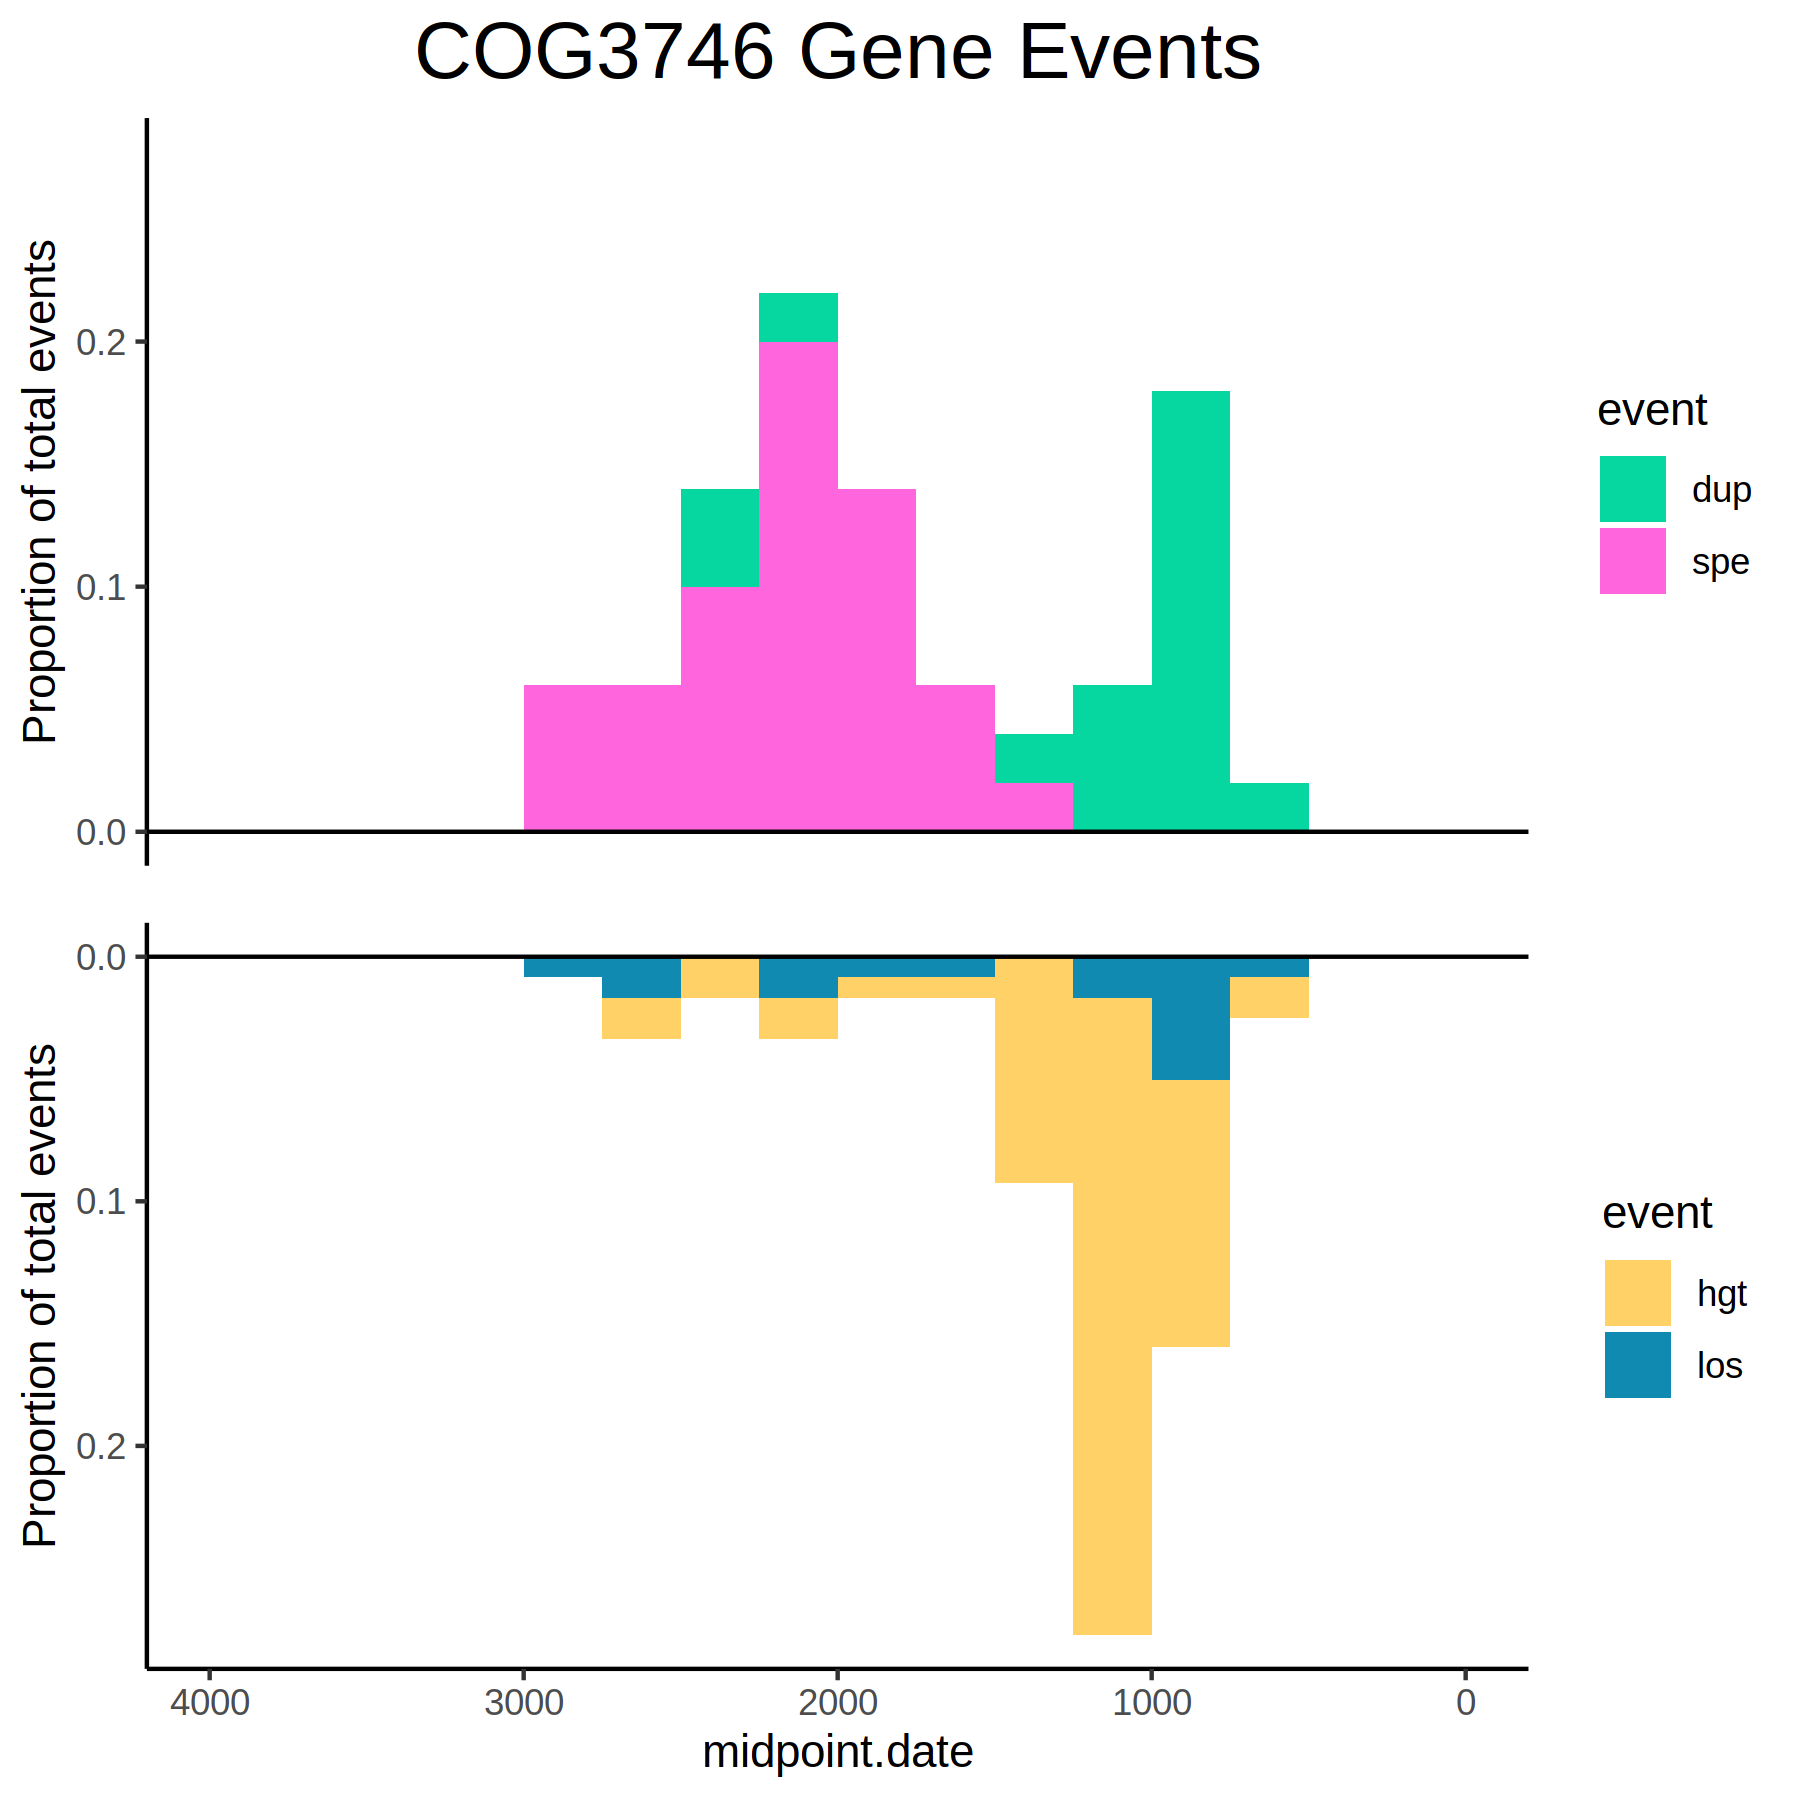 COG3746 Gene Events
Proportion of total events
0.2
0.1
0.0
event
dup
spe
Proportion of total events
0.0
0.1
0.2
event
hgt
los
4000 3000 2000 1000 0
midpoint.date